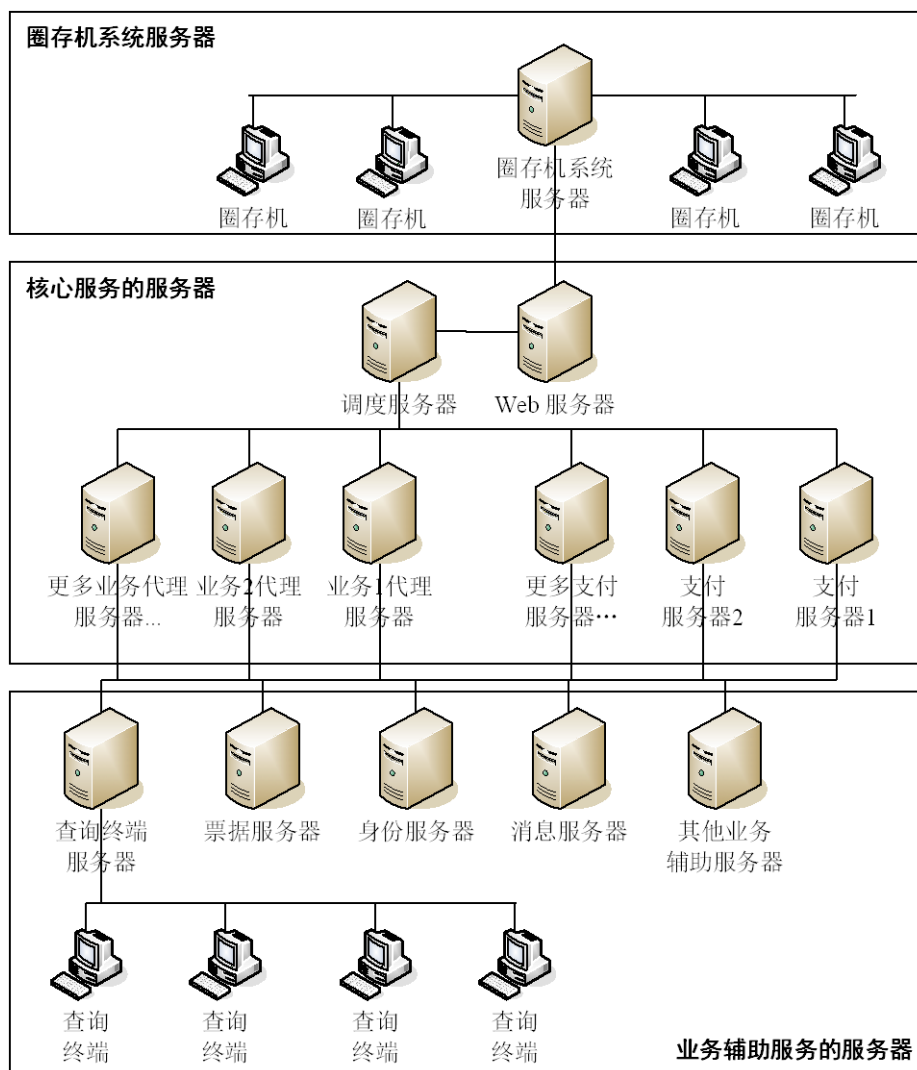 圈存机系统服务器
圈存机系统
服务器
圈存机
圈存机
圈存机
圈存机
核心服务的服务器
调度服务器
Web 服务器
更多业务代理
服务器...
业务2代理
服务器
业务1代理
服务器
更多支付
服务器…
支付
服务器2
支付
服务器1
查询终端
服务器
票据服务器
身份服务器
消息服务器
其他业务
辅助服务器
查询
终端
查询
终端
查询
终端
查询
终端
业务辅助服务的服务器